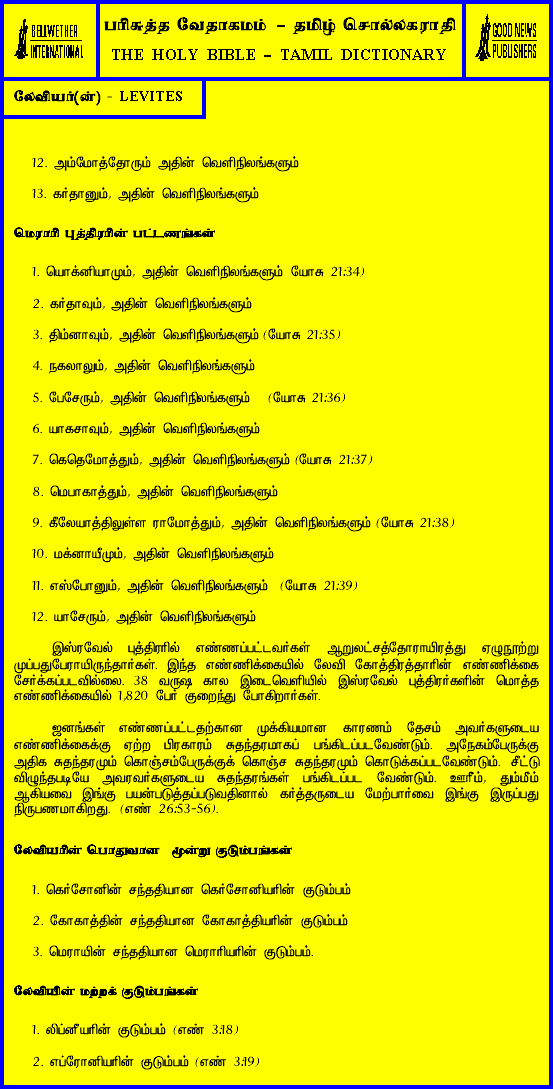 BELLWETHER
INTERNATIONAL
பரிசுத்த வேதாகமம் – தமிழ் சொல்லகராதி
THE HOLY BIBLE – TAMIL DICTIONARY
GOOD NEWS
PUBLISHERS
லேவியர்(ன்) - LEVITES
12. அம்மோத்தோரும் அதின் வெளிநிலங்களும்
13. கர்தானும், அதின் வெளிநிலங்களும்
மெராரி புத்திரரின் பட்டணங்கள்
1. யொக்னியாமும், அதின் வெளிநிலங்களும் யோசு 21:34)
2. கர்தாவும், அதின் வெளிநிலங்களும்
3. திம்னாவும், அதின் வெளிநிலங்களும் (யோசு 21:35)
4. நகலாலும், அதின் வெளிநிலங்களும்
5. பேசேரும், அதின் வெளிநிலங்களும் (யோசு 21:36)
6. யாகசாவும், அதின் வெளிநிலங்களும்
7. கெதெமோத்தும், அதின் வெளிநிலங்களும் (யோசு 21:37)
8. மெபாகாத்தும், அதின் வெளிநிலங்களும்
9. கீலேயாத்திலுள்ள ராமோத்தும், அதின் வெளிநிலங்களும் (யோசு 21:38)
10. மக்னாயீமும், அதின் வெளிநிலங்களும்
11. எஸ்போனும், அதின் வெளிநிலங்களும் (யோசு 21:39)
12. யாசேரும், அதின் வெளிநிலங்களும்
இஸ்ரவேல் புத்திரரில் எண்ணப்பட்டவர்கள் ஆறுலட்சத்தோராயிரத்து ஏழுநூற்று
முப்பதுபேராயிருந்தார்கள். இந்த எண்ணிக்கையில் லேவி கோத்திரத்தாரின் எண்ணிக்கை
சேர்க்கப்படவில்லை. 38 வருஷ கால இடைவெளியில் இஸ்ரவேல் புத்திரர்களின் மொத்த
எண்ணிக்கையில் 1,820 பேர் குறைந்து போகிறார்கள்.
ஜனங்கள் எண்ணப்பட்டதற்கான முக்கியமான காரணம் தேசம் அவர்களுடைய
எண்ணிக்கைக்கு ஏற்ற பிரகாரம் சுதந்தரமாகப் பங்கிடப்படவேண்டும். அநேகம்பேருக்கு
அதிக சுதந்தரமும் கொஞ்சம்பேருக்குக் கொஞ்ச சுதந்தரமும் கொடுக்கப்படவேண்டும். சீட்டு
விழுந்தபடியே அவரவர்களுடைய சுதந்தரங்கள் பங்கிடப்பட வேண்டும். ஊரீம், தும்மீம்
ஆகியவை இங்கு பயன்படுத்தப்படுவதினால் கர்த்தருடைய மேற்பார்வை இங்கு இருப்பது
நிருபணமாகிறது. (எண் 26:53-56).
லேவியரின் பொதுவான மூன்று குடும்பங்கள்
1. கெர்சோனின் சந்ததியான கெர்சோனியரின் குடும்பம்
2. கோகாத்தின் சந்ததியான கோகாத்தியரின் குடும்பம்
3. மெராயின் சந்ததியான மெராரியரின் குடும்பம்.
லேவியின் மற்றக் குடும்பங்கள்
1. லிப்னீயரின் குடும்பம் (எண் 3:18)
2. எப்ரோனியரின் குடும்பம் (எண் 3:19)